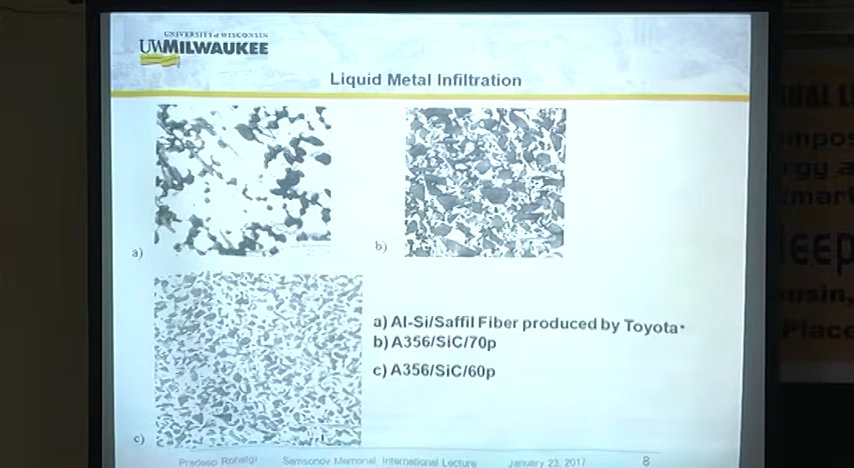 UNIVERSITY of WISCONSIN
UWMILWAUKEE
Liquid Metal Infiltration
a)
b)
a) Al-Si/Saffil Fiber produced by Toyota*
b) A356/SiC/70p
c) A356/SiC/60p
c)
Pradeep Rohatgi Samsonov Memorial International Lecture January 23, 2017 8